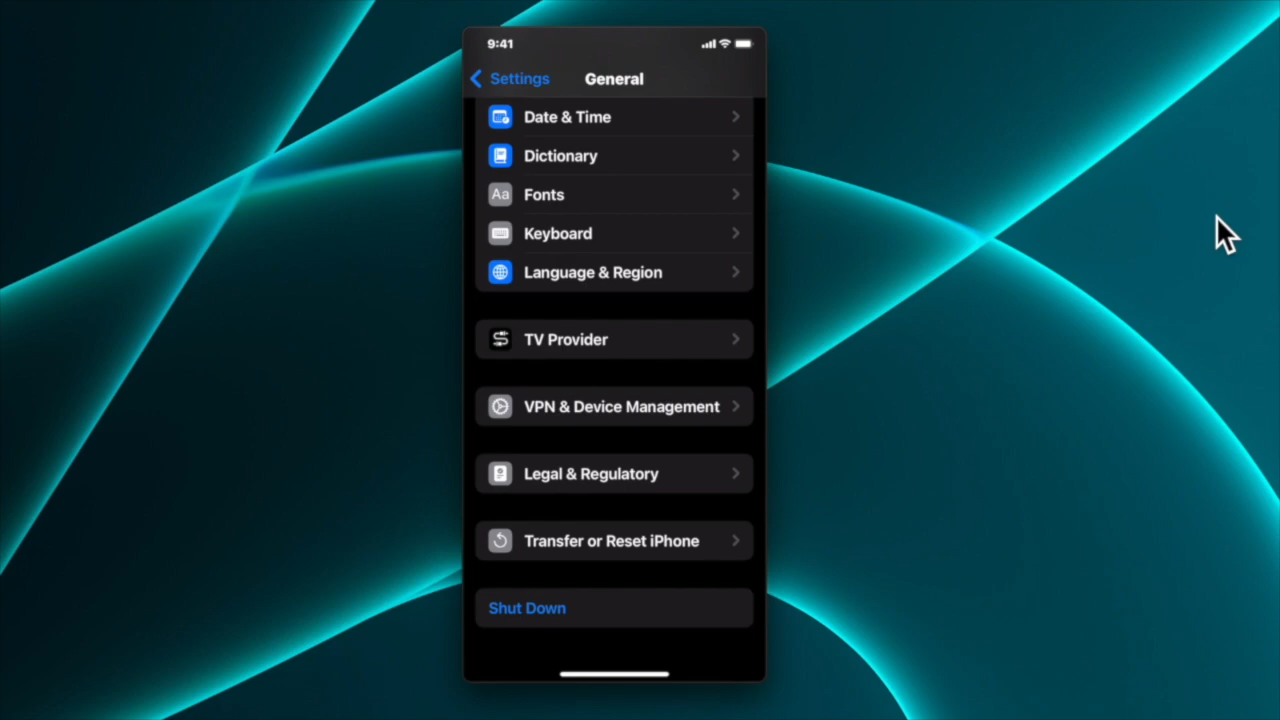 9:41
Settings
General
Date & Time
Dictionary
Aa
Fonts
Keyboard
Language & Region
TV Provider
VPN & Device Management
Legal & Regulatory
Transfer or Reset iPhone
Shut Down